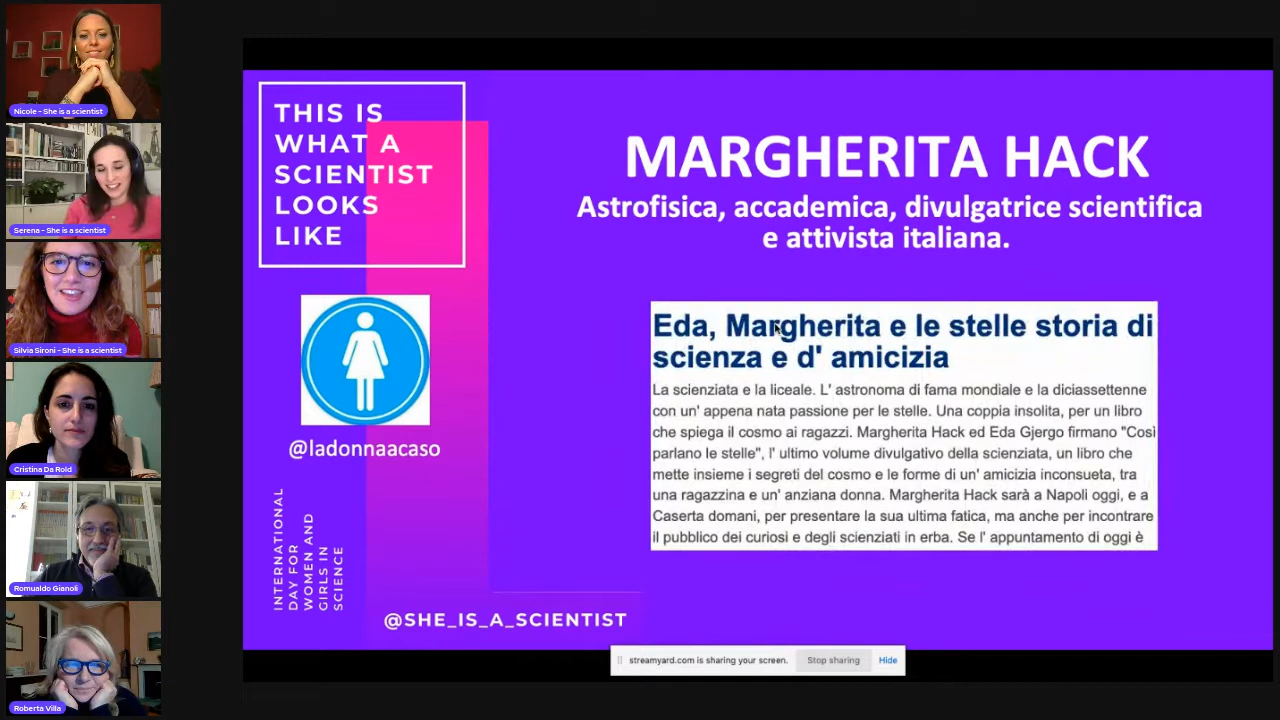 Nicole - She is a scientist
Serena - She is a scientist
Silvia Sironi - She is a scientist
Cristina Da Rold
Romualdo Gianoli
Roberta Villa
THIS IS
WHAT A
SCIENTIST
LOOKS
LIKE
@ladonnaacaso
INTERNATIONAL
DAY FOR
WOMEN AND
GIRLS IN
SCIENCE
@SHE_IS_A_SCIENTIST
MARGHERITA HACK
Astrofisica, accademica, divulgatrice scientifica
e attivista italiana.
Eda, Margherita e le stelle storia di
scienza e d' amicizia
La scienziata e la liceale. L' astronoma di fama mondiale e la diciassettenne
con un' appena nata passione per le stelle. Una coppia insolita, per un libro
che spiega il cosmo ai ragazzi. Margherita Hack ed Eda Gjergo firmano "Così
parlano le stelle", l' ultimo volume divulgativo della scienziata, un libro che
mette insieme i segreti del cosmo e le forme di un' amicizia inconsueta, tra
una ragazzina e un' anziana donna. Margherita Hack sarà a Napoli oggi, e a
Caserta domani, per presentare la sua ultima fatica, ma anche per incontrare
il pubblico dei curiosi e degli scienziati in erba. Se l' appuntamento di oggi è
streamyard.com is sharing your screen.
Stop sharing
Hide